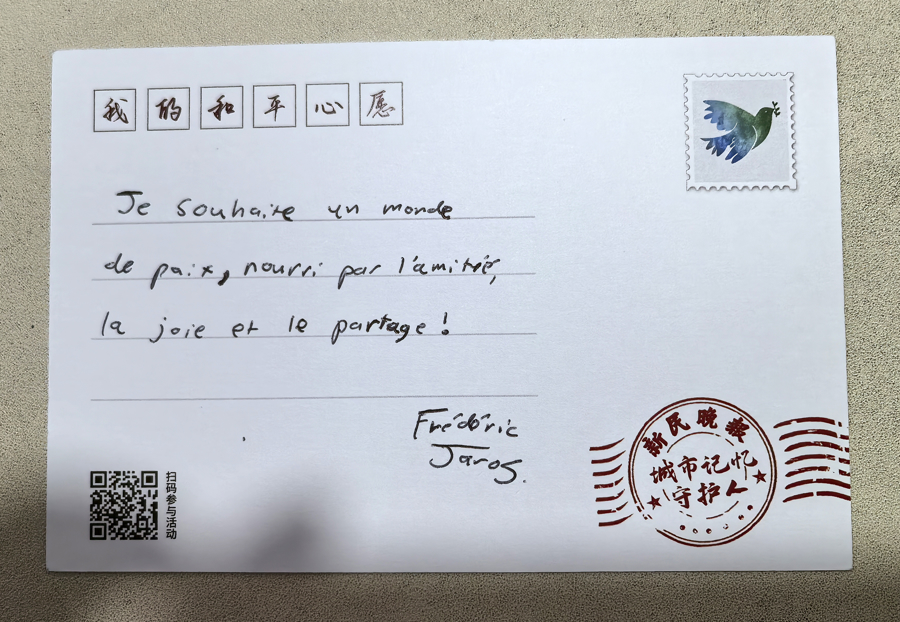 我的和平心愿
Je souhaite un monde
de paix, nourri par l'amitié,
la joie et le partage !
Frédéric
Jaros.
扫码参与活动
新民晚报
城市记忆
守护人